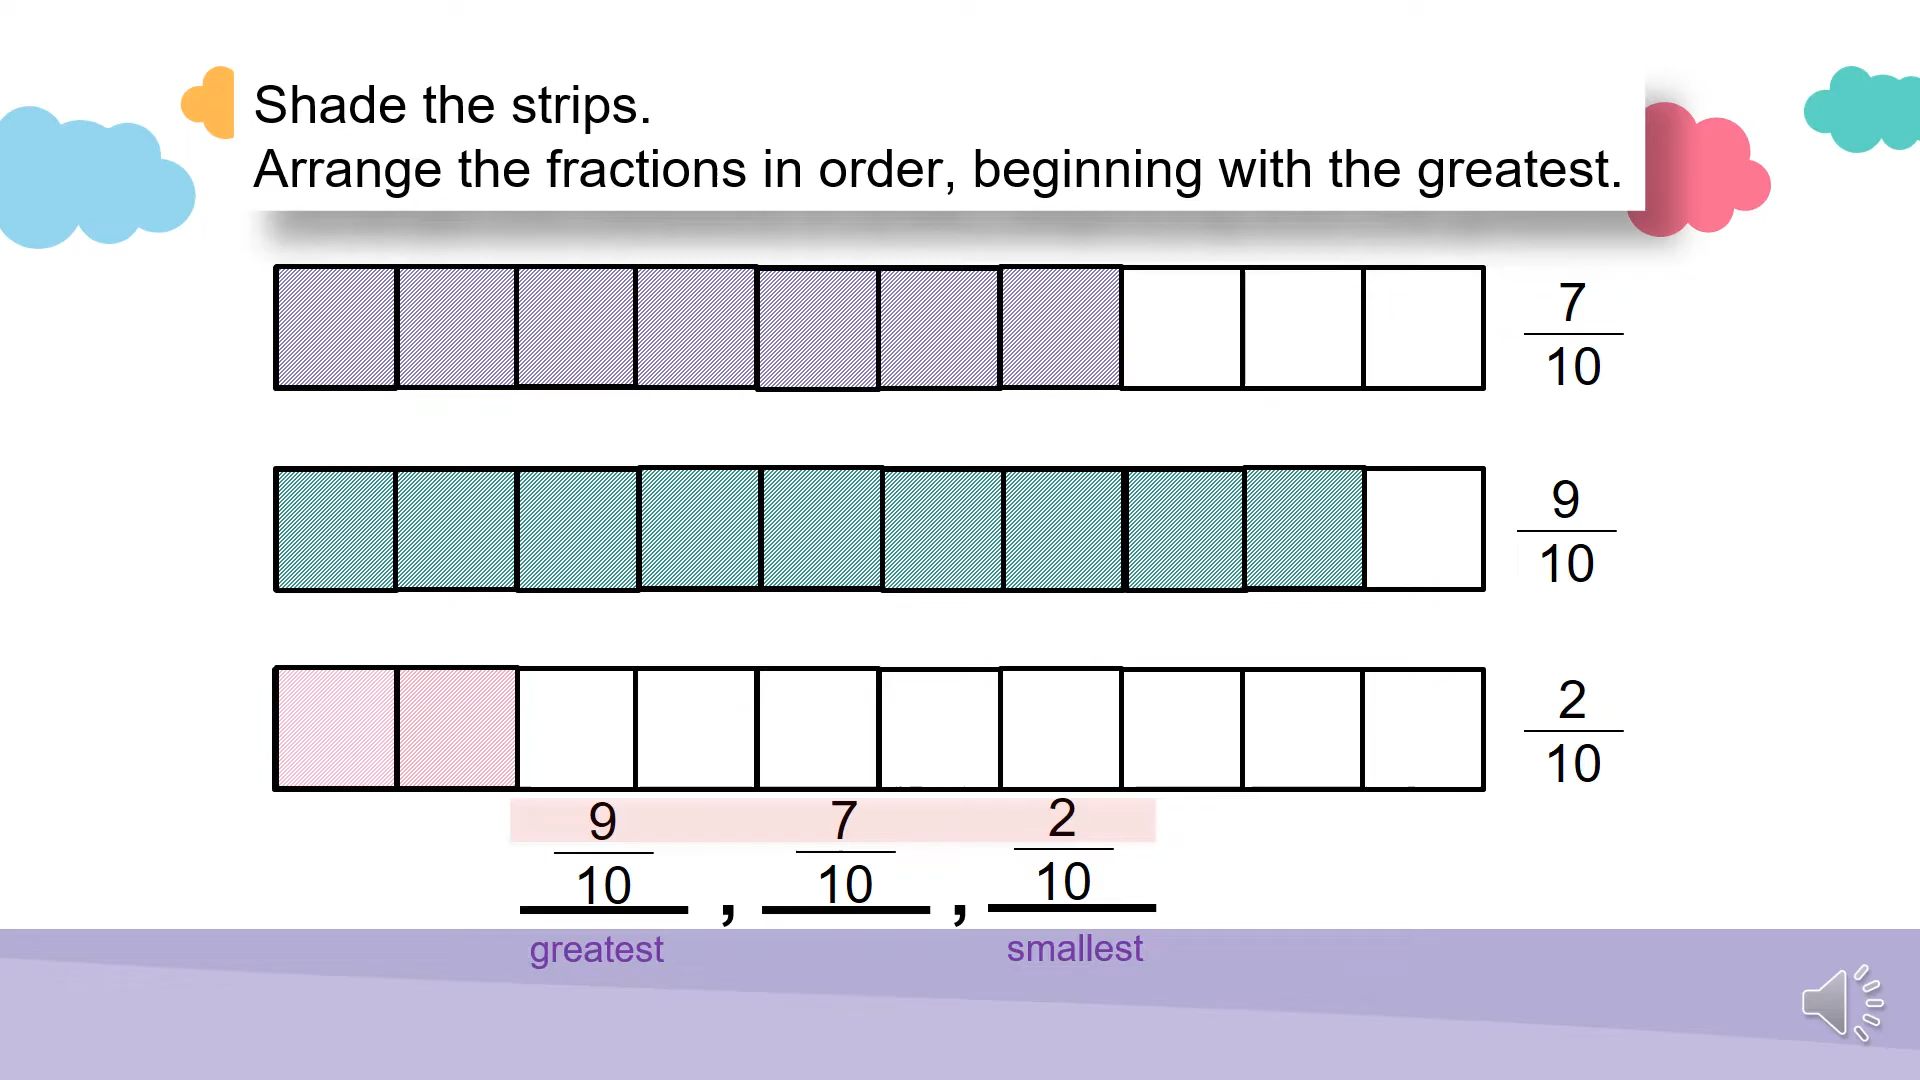 Shade the strips.
Arrange the fractions in order, beginning with the greatest.
7
10
9
10
2
10
9 7 2
10 , 10 , 10
greatest smallest